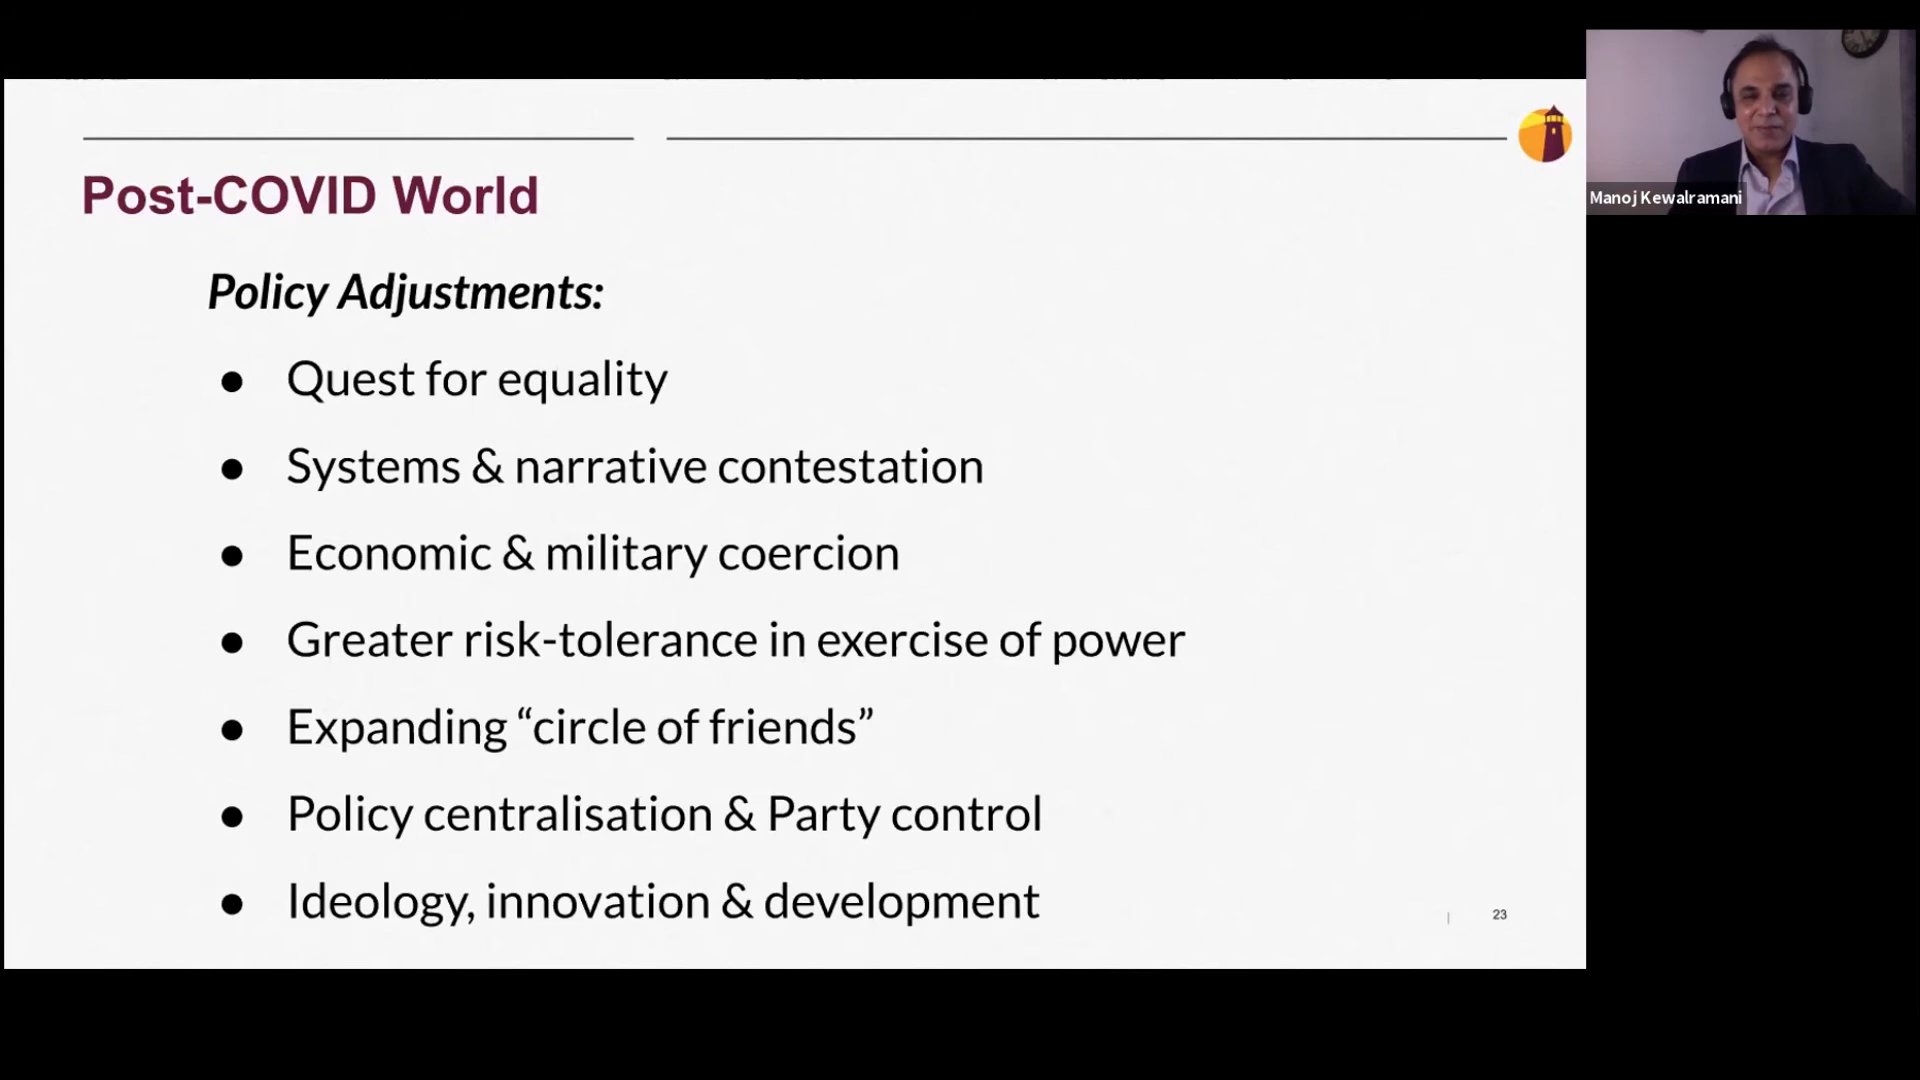 Post-COVID World
Policy Adjustments:
● Quest for equality
● Systems & narrative contestation
● Economic & military coercion
● Greater risk-tolerance in exercise of power
● Expanding “circle of friends”
● Policy centralisation & Party control
● Ideology, innovation & development
| 23
Manoj Kewalramani